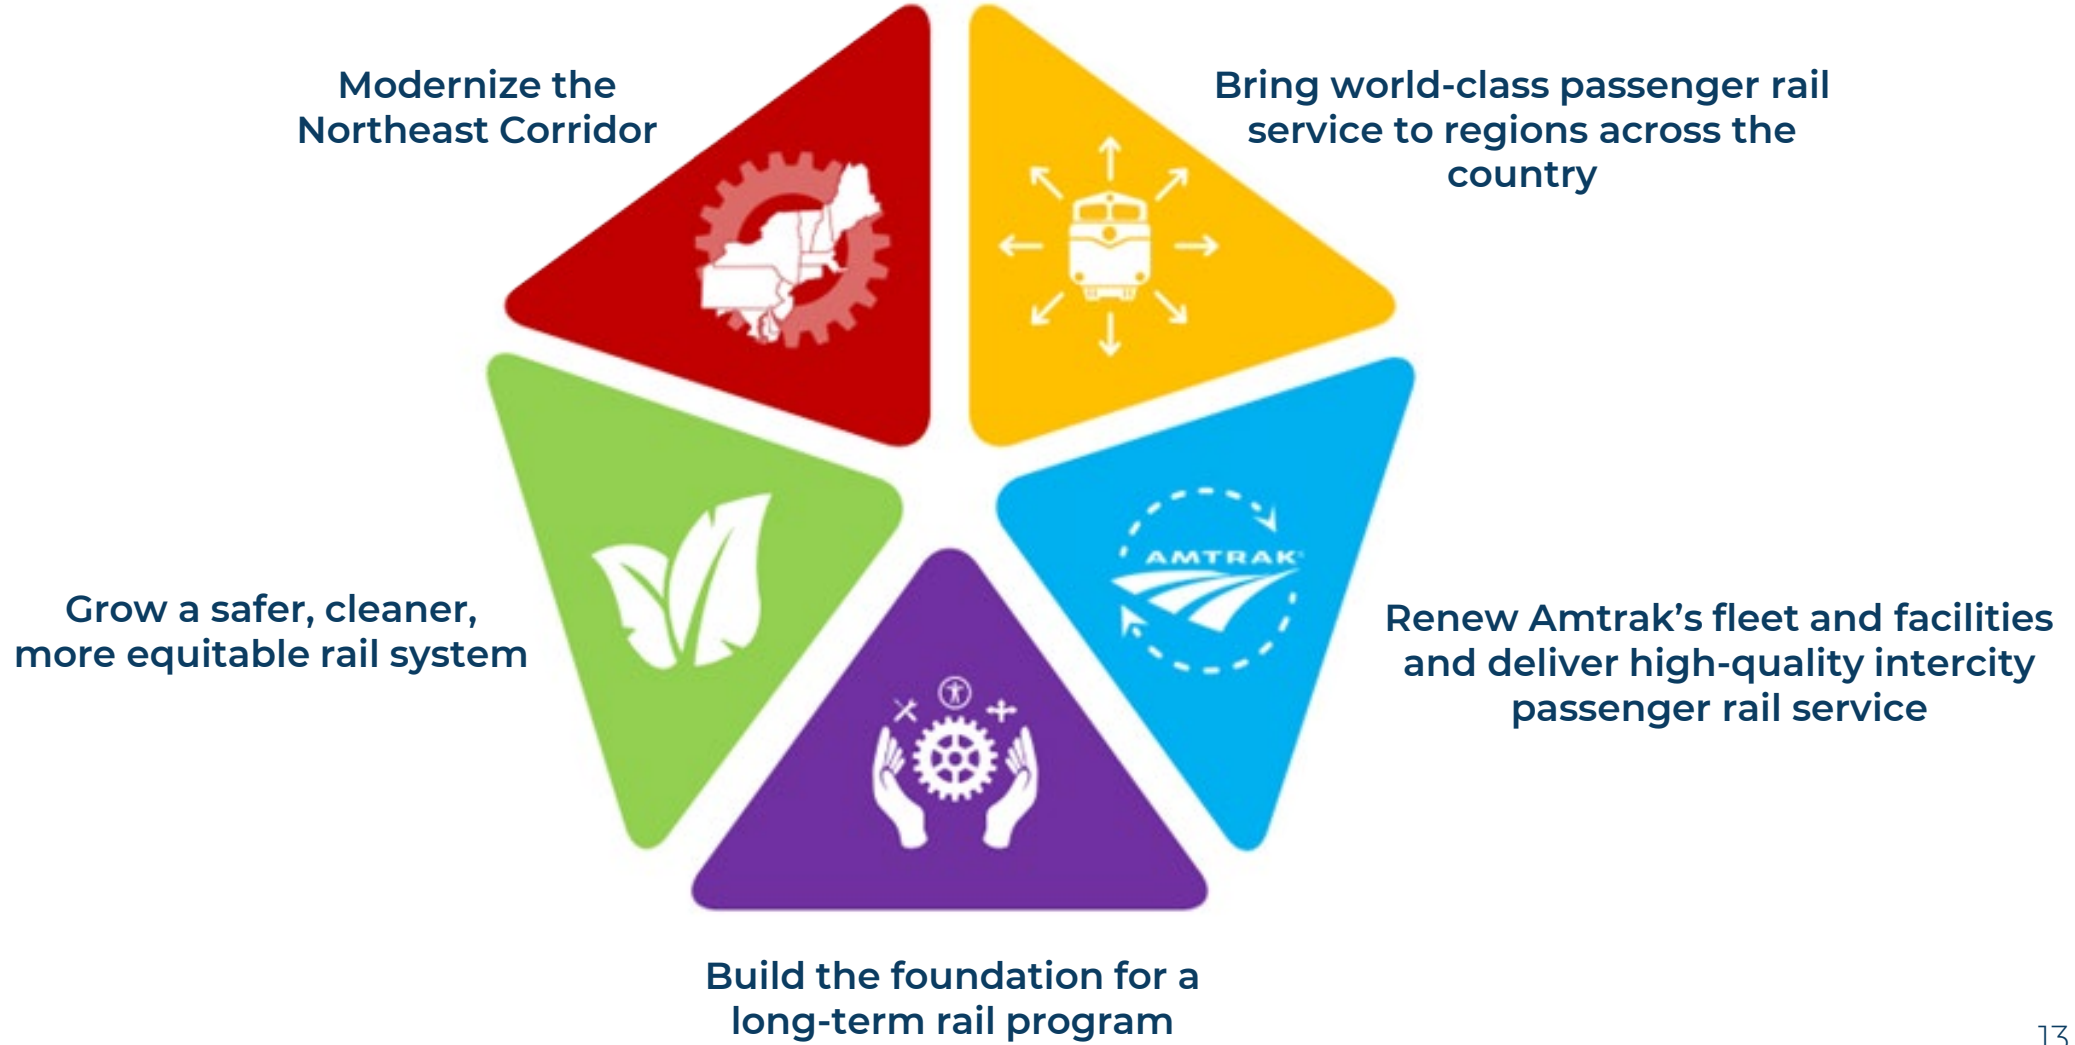 Modernize the
Northeast Corridor
Bring world-class passenger rail
service to regions across the
country
AMTRAK
Grow a safer, cleaner,
more equitable rail system
Renew Amtrak’s fleet and facilities
and deliver high-quality intercity
passenger rail service
Build the foundation for a
long-term rail program
13